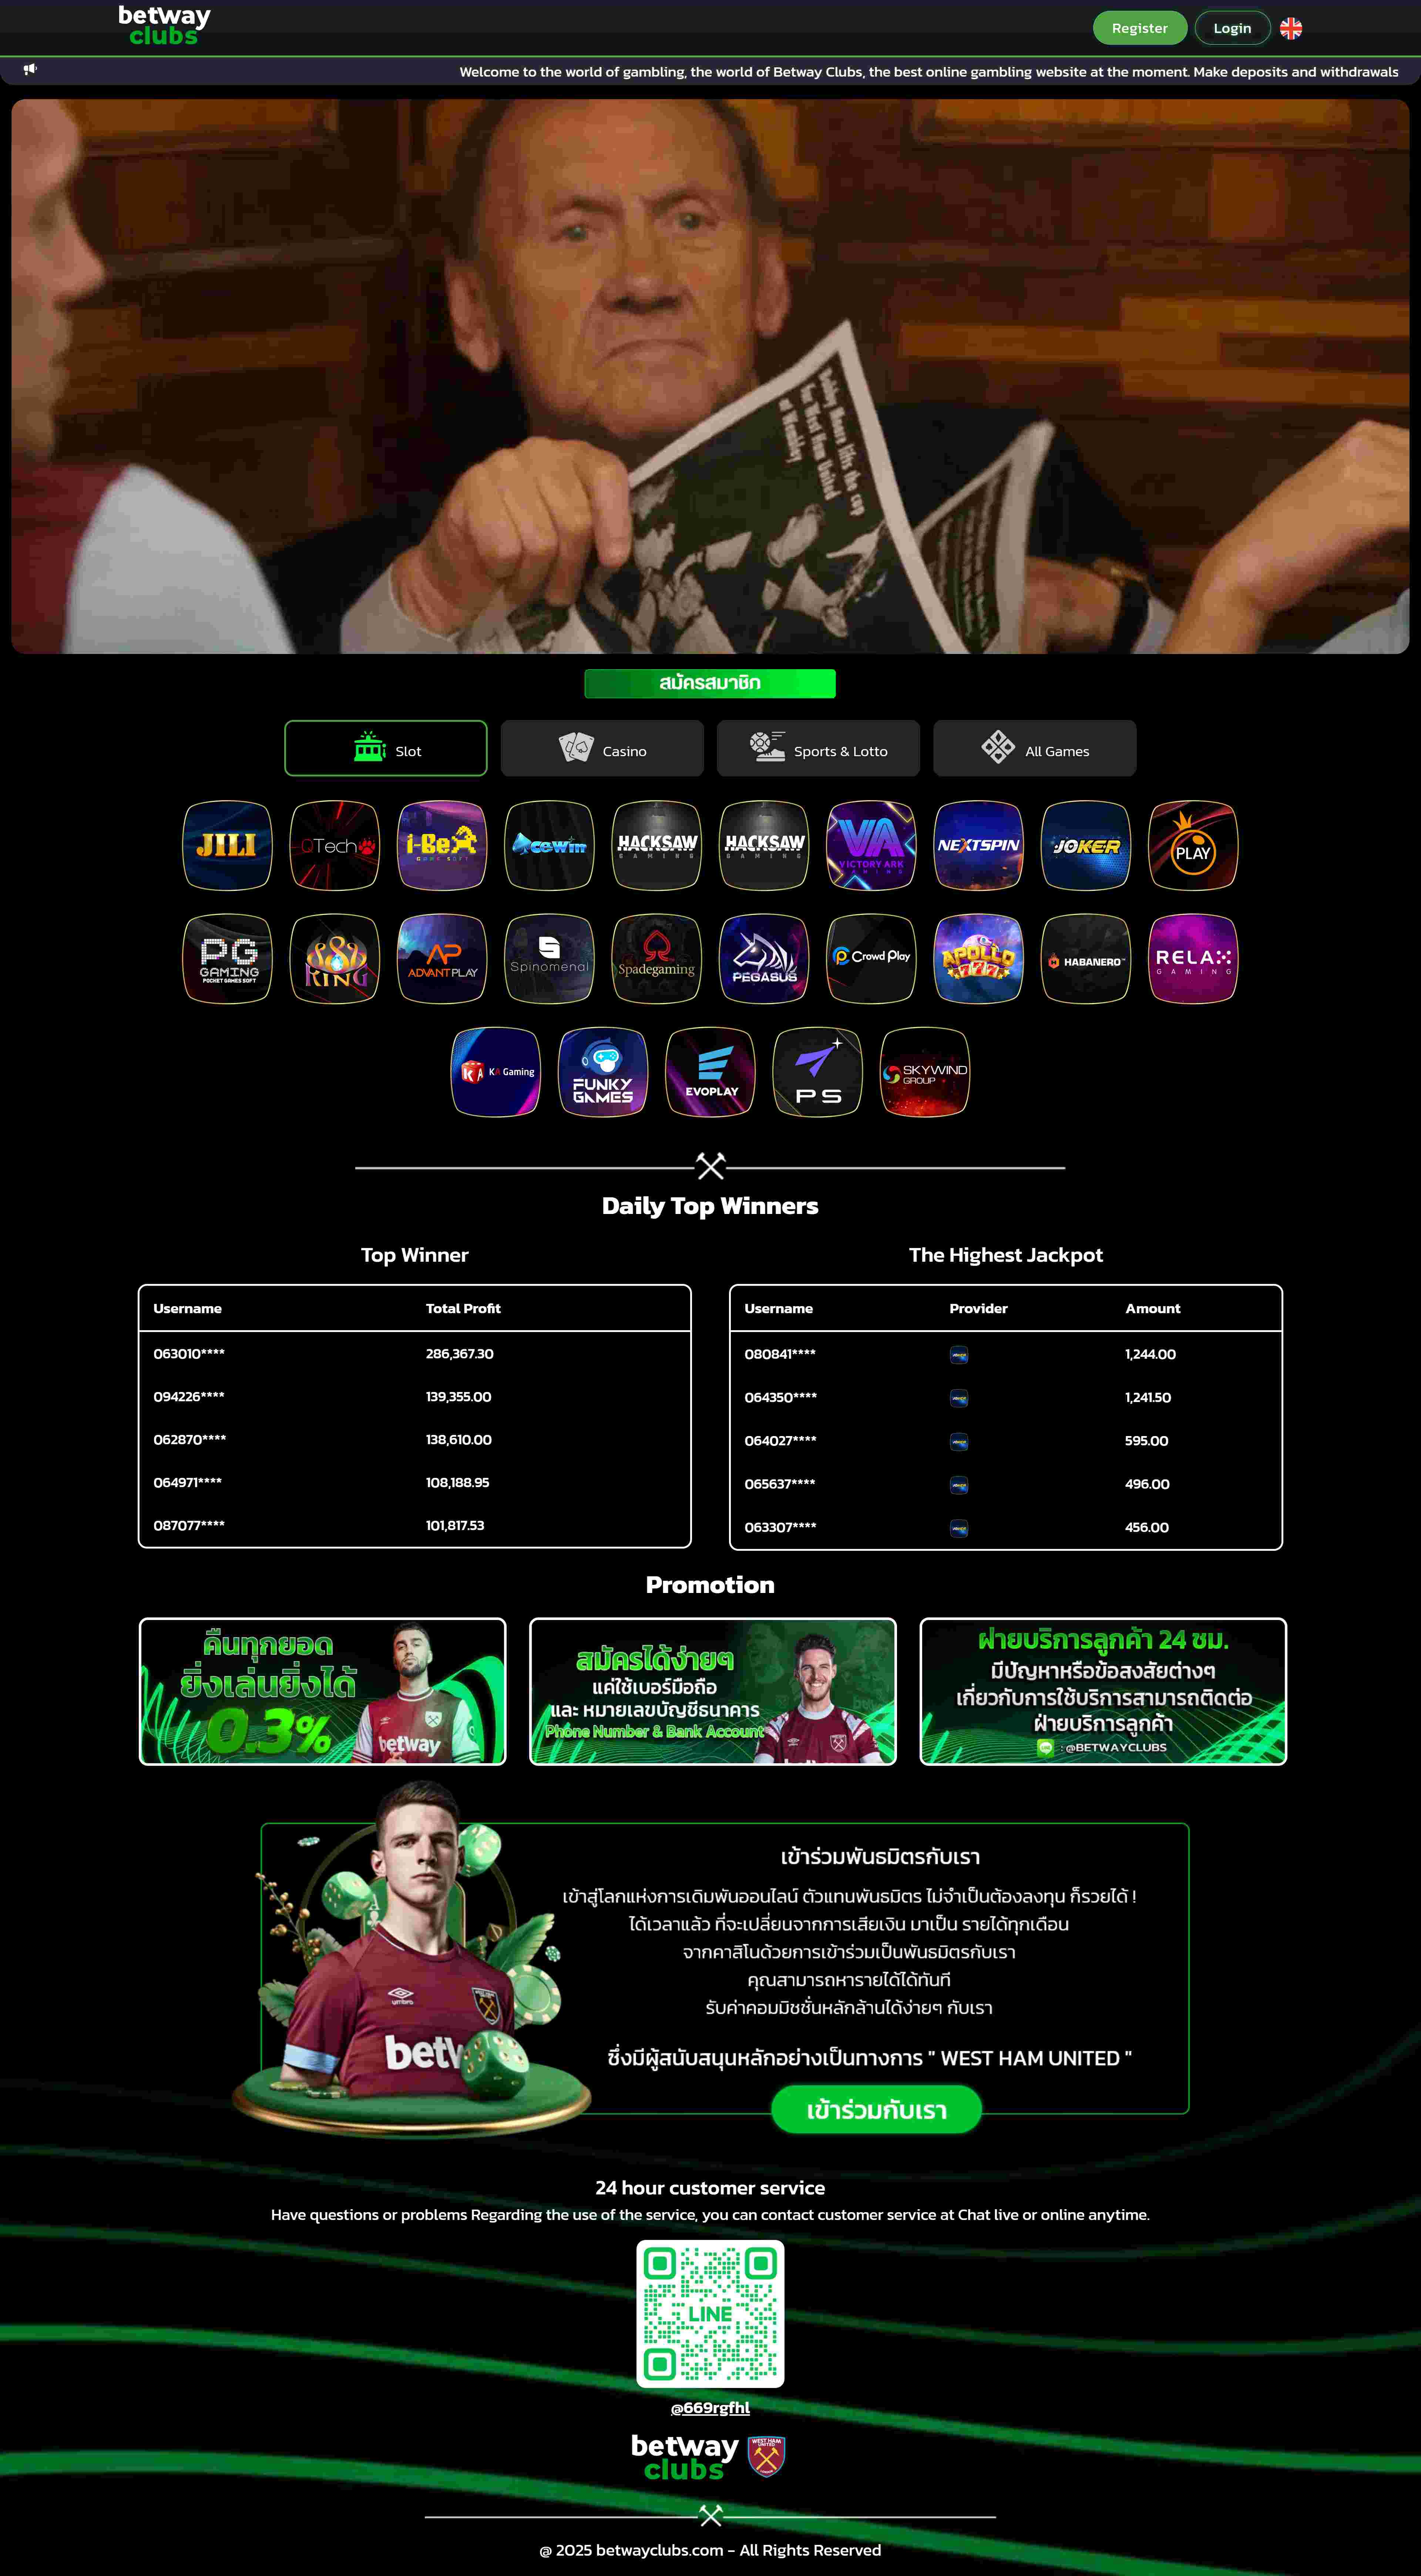 betway
clubs
Register
Login
Welcome to the world of gambling, the world of Betway Clubs, the best online gambling website at the moment. Make deposits and withdrawals
Bobby Moore lifts the cup
for West Ham United
at Wembley
สมัครสมาชิก
Slot
Casino
Sports & Lotto
All Games
JILI
CTech
i-Bex
AceWin
HACKSAW
GAMING
HACKSAW
GAMING
VA
VICTORY ARK
GAMING
NEXTSPIN
JOKER
PLAY
PG
GAMING
POCKET GAMES SOFT
KING
AP
ADVANTPLAY
S
Spinomenal
Spadegaming
PEGASUS
Crowd Play
APOLLO
777
HABANERO™
RELAX
GAMING
KA
KA Gaming
FUNKY
GAMES
EVOPLAY
PS
SKYWIND
GROUP
Daily Top Winners
Top Winner
Username Total Profit
063010**** 286,367.30
094226**** 139,355.00
062870**** 138,610.00
064971**** 108,188.95
087077**** 101,817.53
The Highest Jackpot
Username Provider Amount
080841**** 1,244.00
064350**** 1,241.50
064027**** 595.00
065637**** 496.00
063307**** 456.00
Promotion
คืนทุกยอด
ยิ่งเล่นยิ่งได้
0.3%
betway
สมัครได้ง่ายๆ
แค่ใช้เบอร์มือถือ
และ หมายเลขบัญชีธนาคาร
Phone Number & Bank Account
ฝ่ายบริการลูกค้า 24 ชม.
มีปัญหาหรือข้อสงสัยต่างๆ
เกี่ยวกับการใช้บริการสามารถติดต่อ
ฝ่ายบริการลูกค้า
LINE : @BETWAYCLUBS
เข้าร่วมพันธมิตรกับเรา
เข้าสู่โลกแห่งการเดิมพันออนไลน์ ตัวแทนพันธมิตร ไม่จำเป็นต้องลงทุน ก็รวยได้ !
ได้เวลาแล้ว ที่จะเปลี่ยนจากการเสียเงิน มาเป็น รายได้ทุกเดือน
จากคาสิโนด้วยการเข้าร่วมเป็นพันธมิตรกับเรา
คุณสามารถหารายได้ได้ทันที
รับค่าคอมมิชชั่นหลักล้านได้ง่ายๆ กับเรา
umbro
betw
ซึ่งมีผู้สนับสนุนหลักอย่างเป็นทางการ " WEST HAM UNITED "
เข้าร่วมกับเรา
24 hour customer service
Have questions or problems Regarding the use of the service, you can contact customer service at Chat live or online anytime.
LINE
@669rgfhl
betway
clubs
WEST HAM
UNITED
@ 2025 betwayclubs.com - All Rights Reserved